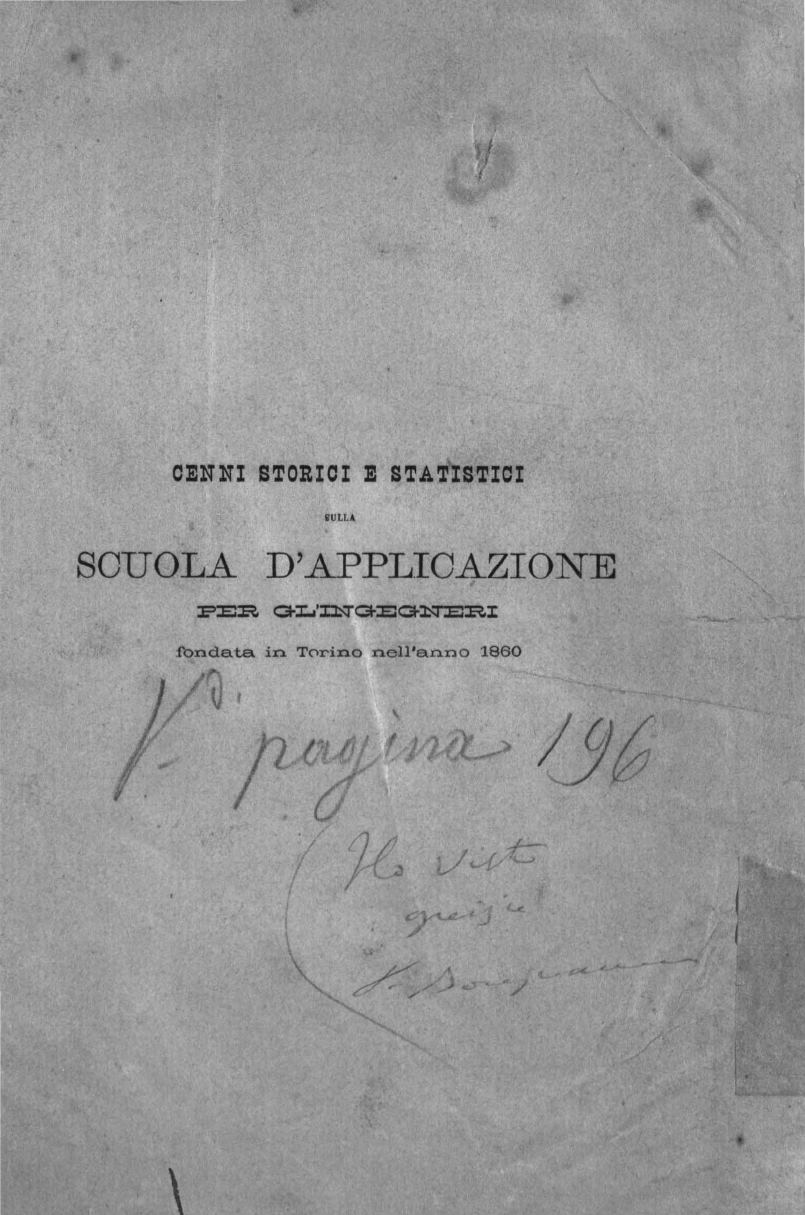 CENNI STORICI E STATISTICI
SULLA
SCUOLA D'APPLICAZIONE
PER GL'INGEGNERI
fondata in Torino nell'anno 1860
Vd. pagina 196
Ho visto
grazie!